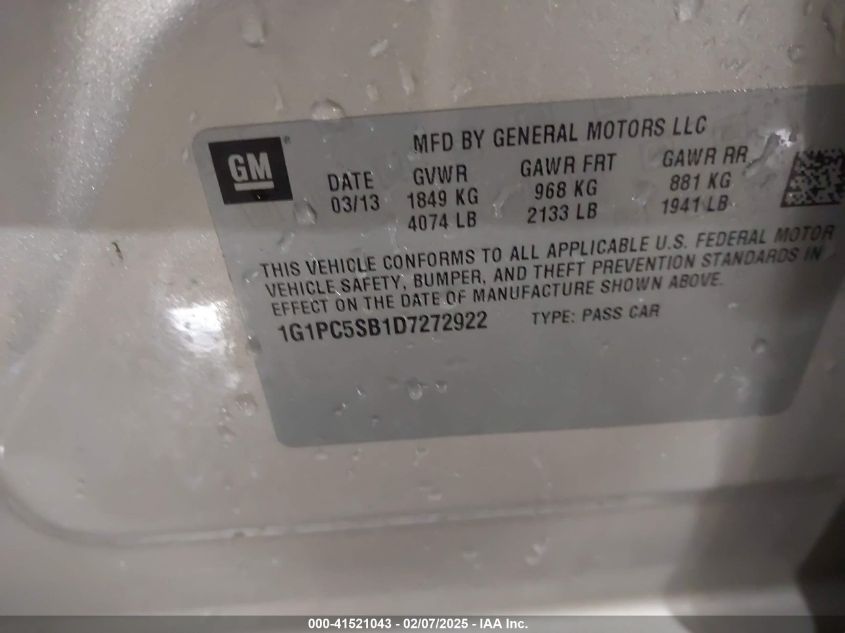 GM
MFD BY GENERAL MOTORS LLC
DATE GVWR GAWR FRT GAWR RR
03/13 1849 KG 968 KG 881 KG
4074 LB 2133 LB 1941 LB
THIS VEHICLE CONFORMS TO ALL APPLICABLE U.S. FEDERAL MOTOR
VEHICLE SAFETY, BUMPER, AND THEFT PREVENTION STANDARDS IN
EFFECT ON THE DATE OF MANUFACTURE SHOWN ABOVE.
1G1PC5SB1D7272922 TYPE: PASS CAR
000-41521043 - 02/07/2025 - IAA Inc.